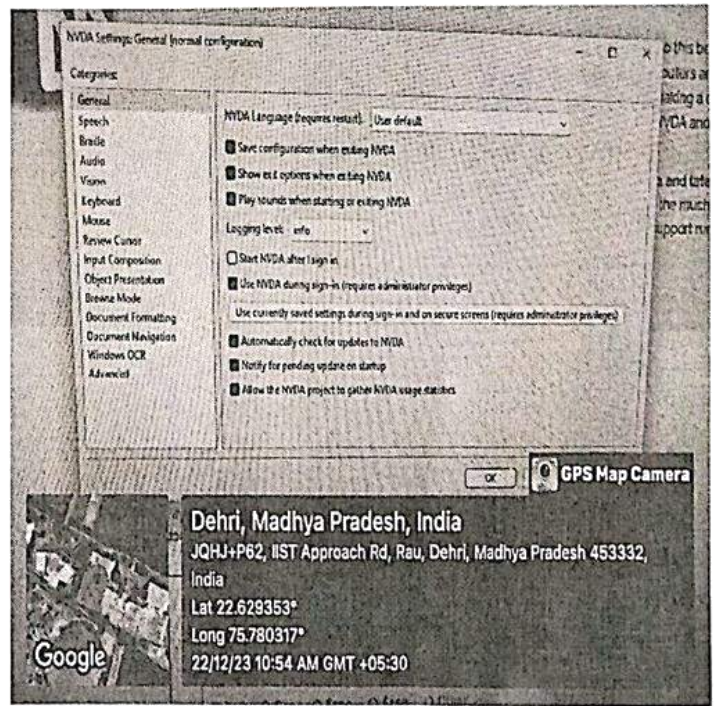 NVDA Settings: General (normal configuration)
Categories:
General
Speech
Braille
Audio
Vision
Keyboard
Mouse
Review Cursor
Input Composition
Object Presentation
Browse Mode
Document Formatting
Document Navigation
Windows OCR
Advanced
NVDA Language (requires restart): User default
Save configuration when exiting NVDA
Show exit options when exiting NVDA
Play sounds when starting or exiting NVDA
Logging level: info
Start NVDA after I sign in
Use NVDA during sign-in (requires administrator privileges)
Use currently saved settings during sign-in and on secure screens (requires administrator privileges)
Automatically check for updates to NVDA
Notify for pending update on startup
Allow the NVDA project to gather NVDA usage statistics
OK
GPS Map Camera
Dehri, Madhya Pradesh, India
JQHJ+P62, IIST Approach Rd, Rau, Dehri, Madhya Pradesh 453332,
India
Lat 22.629353°
Long 75.780317°
22/12/23 10:54 AM GMT +05:30
Google